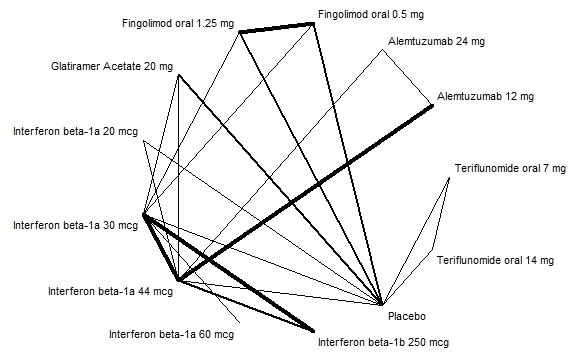 Fingolimod oral 1.25 mg
Fingolimod oral 0.5 mg
Alemtuzumab 24 mg
Glatiramer Acetate 20 mg
Alemtuzumab 12 mg
Interferon beta-1a 20 mcg
Teriflunomide oral 7 mg
Interferon beta-1a 30 mcg
Teriflunomide oral 14 mg
Interferon beta-1a 44 mcg
Placebo
Interferon beta-1a 60 mcg
Interferon beta-1b 250 mcg